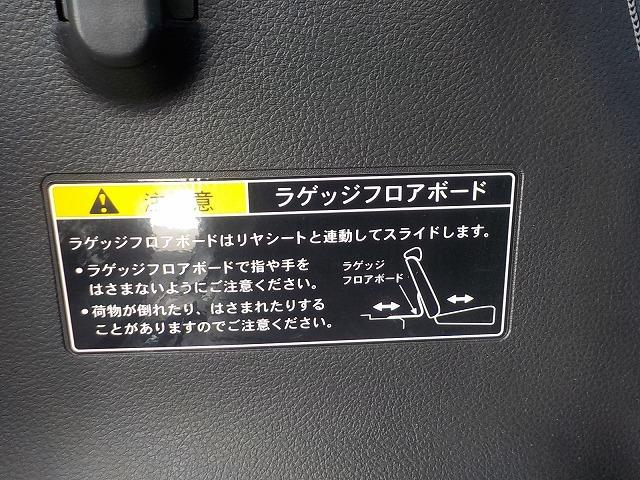 注意 ラゲッジフロアボード
ラゲッジフロアボードはリヤシートと連動してスライドします。
•ラゲッジフロアボードで指や手を
はさまないようにご注意ください。
•荷物が倒れたり、はさまれたりする
ことがありますのでご注意ください。
ラゲッジ
フロアボード